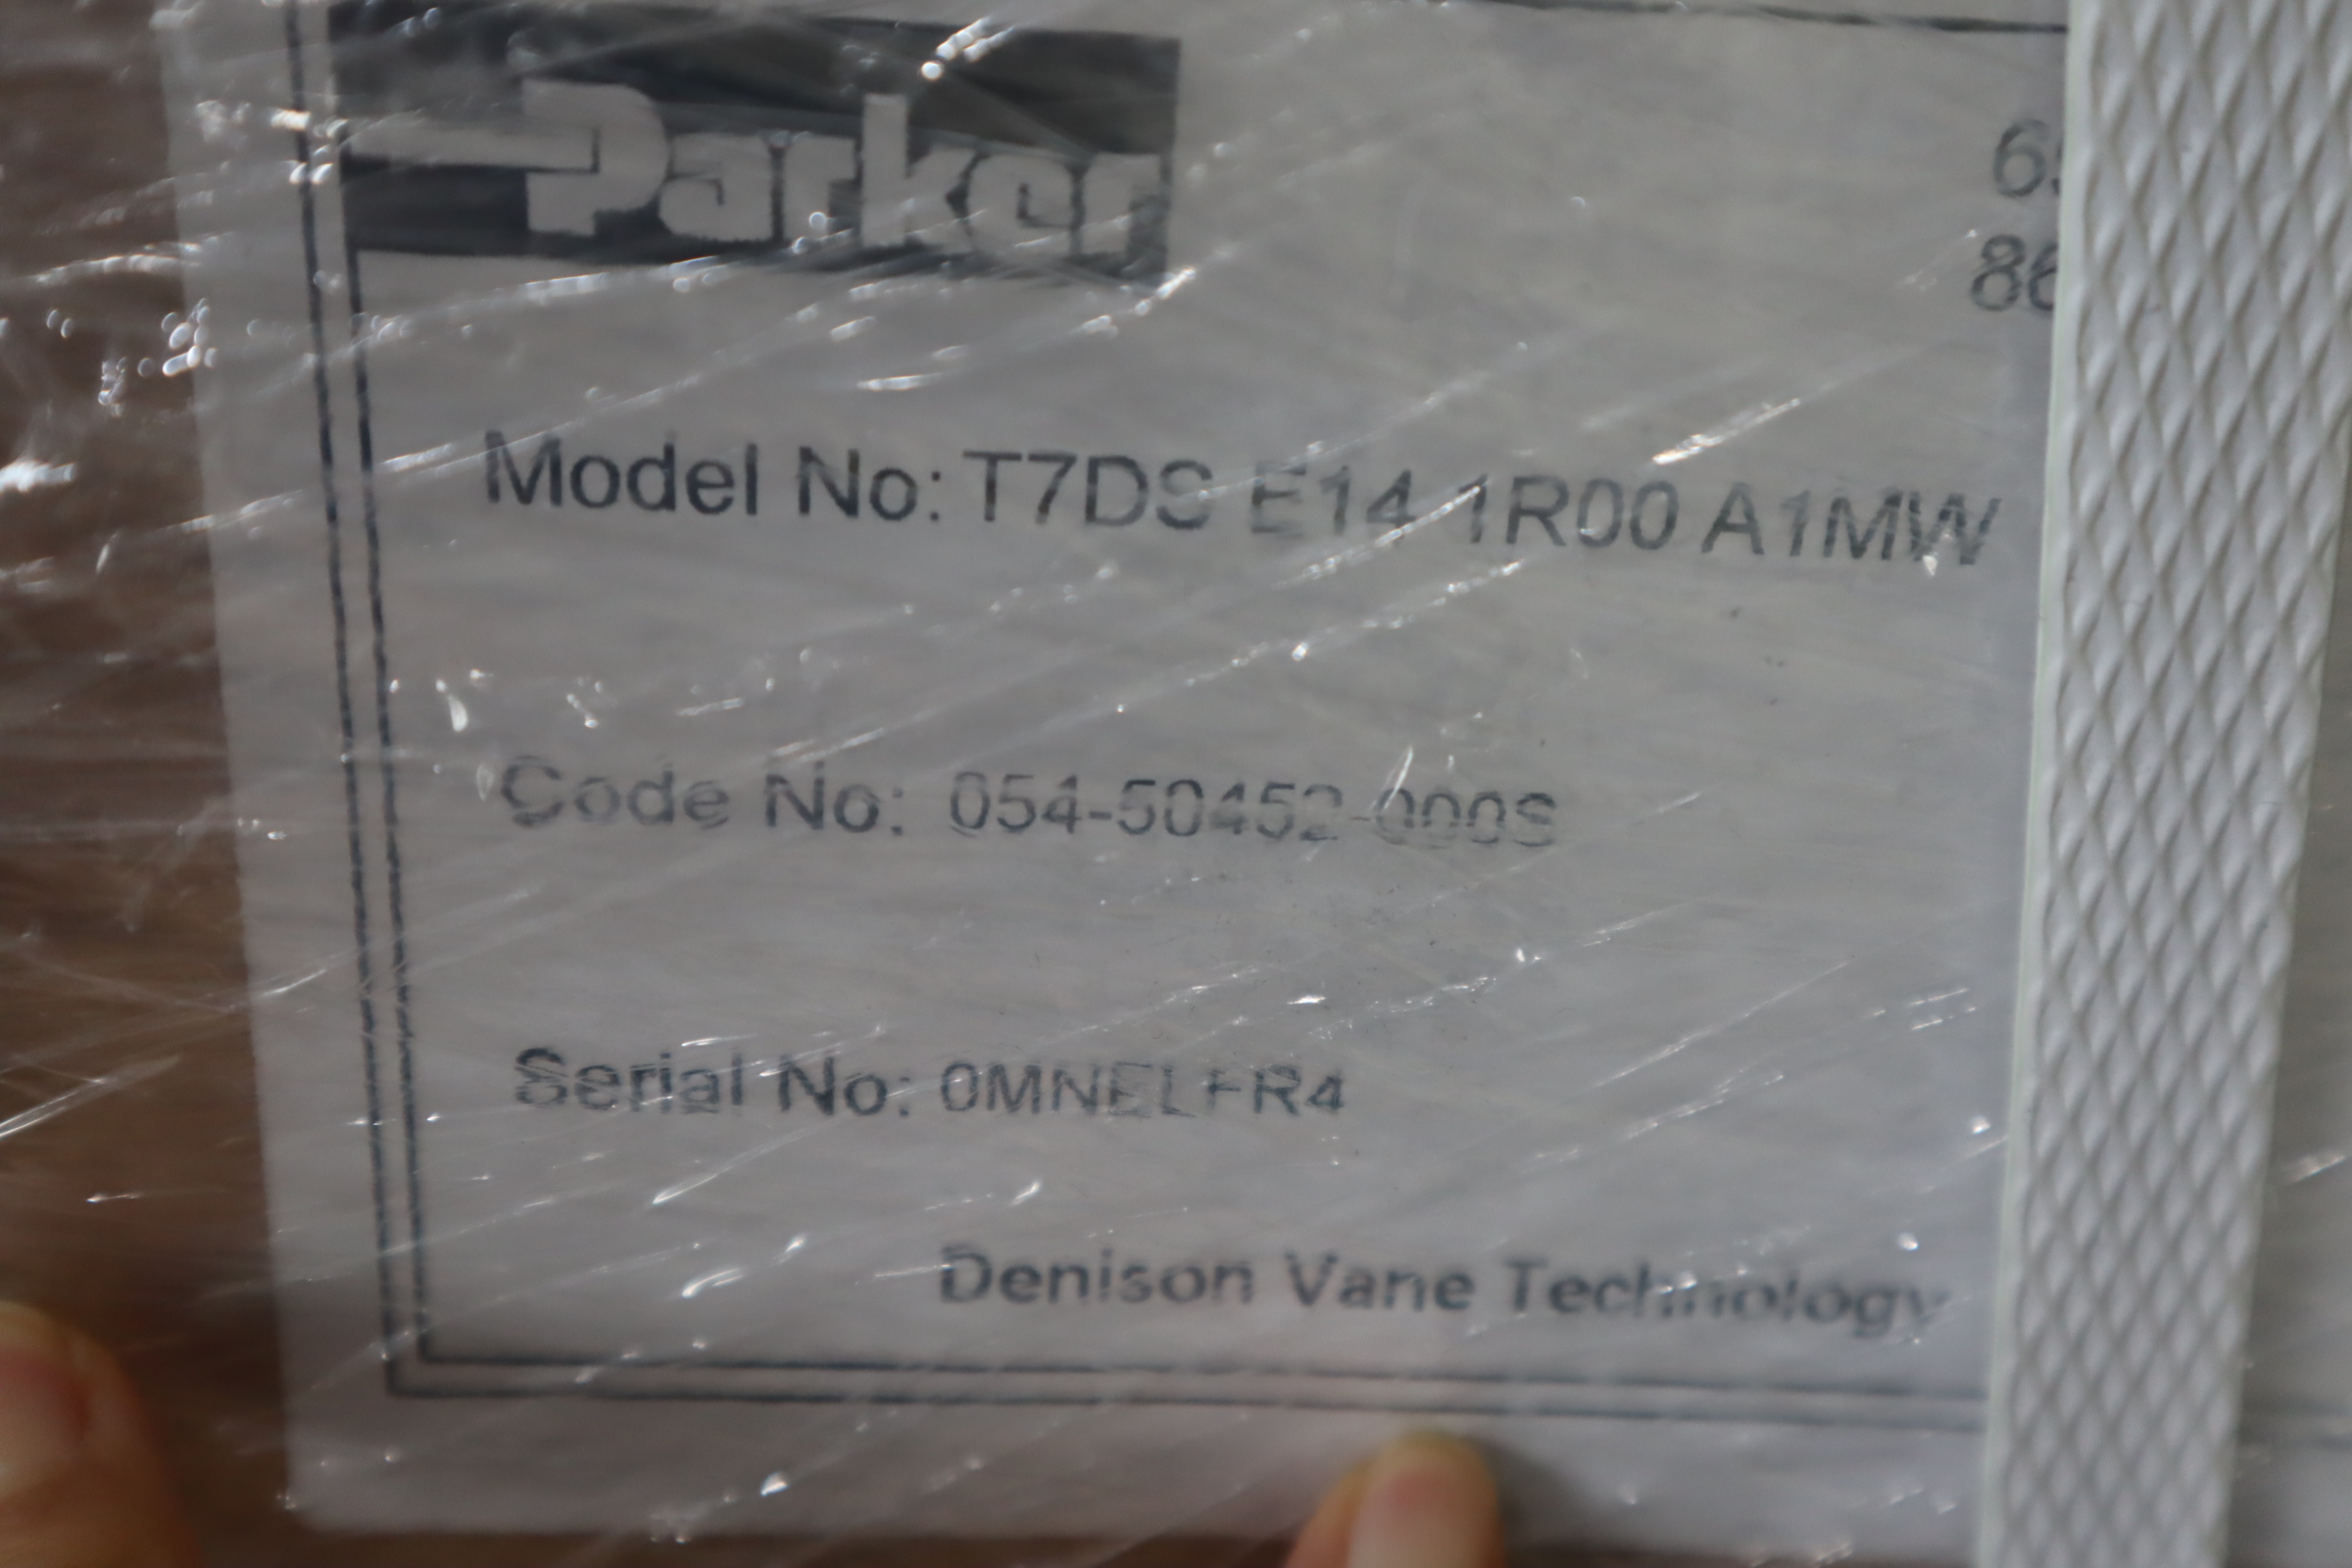 Parker
Model No: T7DS E14 1R00 A1MW
Code No: 054-50452-000S
Serial No: 0MNELFR4
Denison Vane Technology